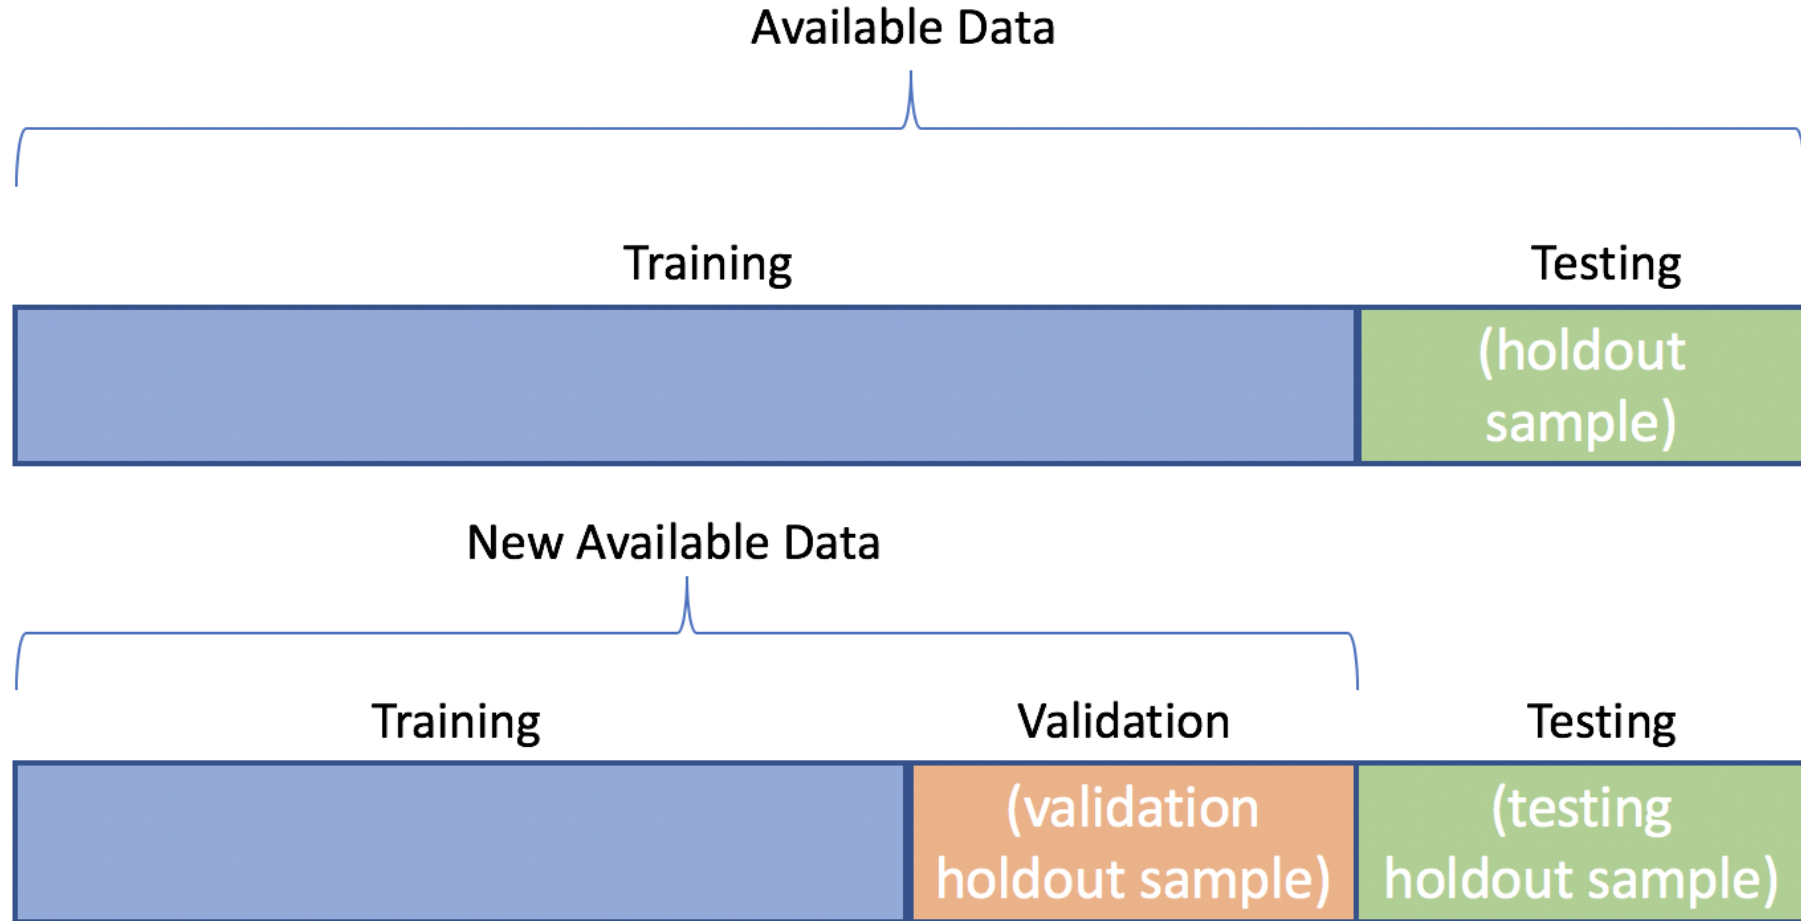 Available Data
Training
Testing
(holdout
sample)
New Available Data
Training
Validation
Testing
(validation
holdout sample)
(testing
holdout sample)